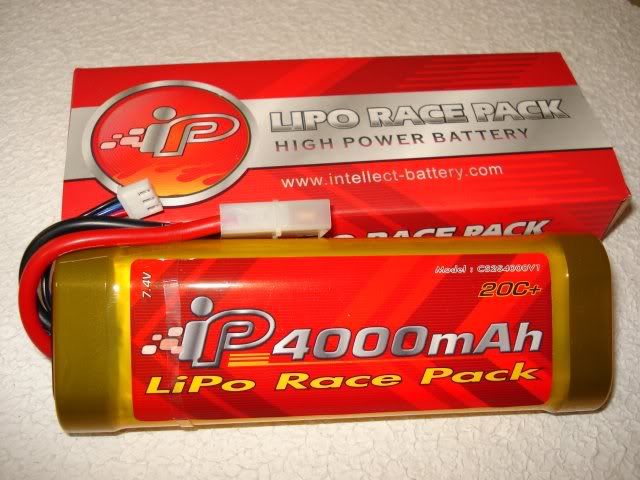 iP
LIPO RACE PACK
HIGH POWER BATTERY
www.intellect-battery.com
RACE PACK
7.4V
Model : CS2S4000V1
20C+
iP 4000mAh
LiPo Race Pack